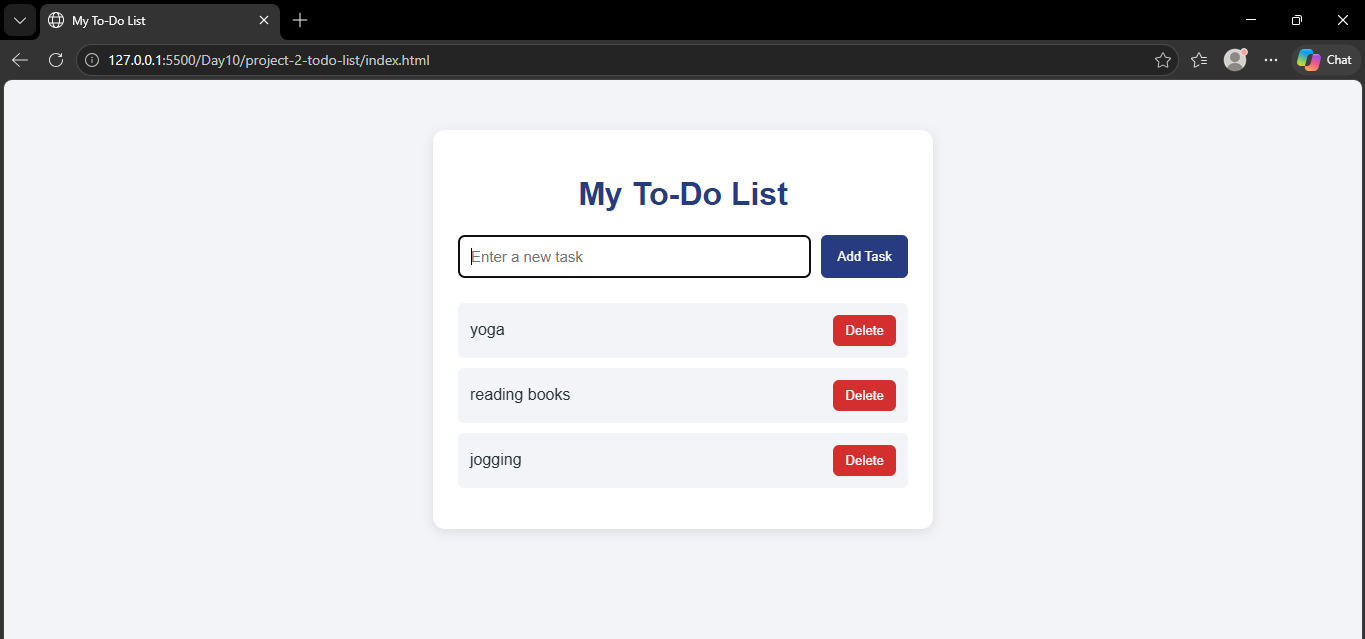 My To-Do List
127.0.0.1:5500/Day10/project-2-todo-list/index.html
Chat
My To-Do List
Enter a new task
Add Task
yoga
Delete
reading books
Delete
jogging
Delete